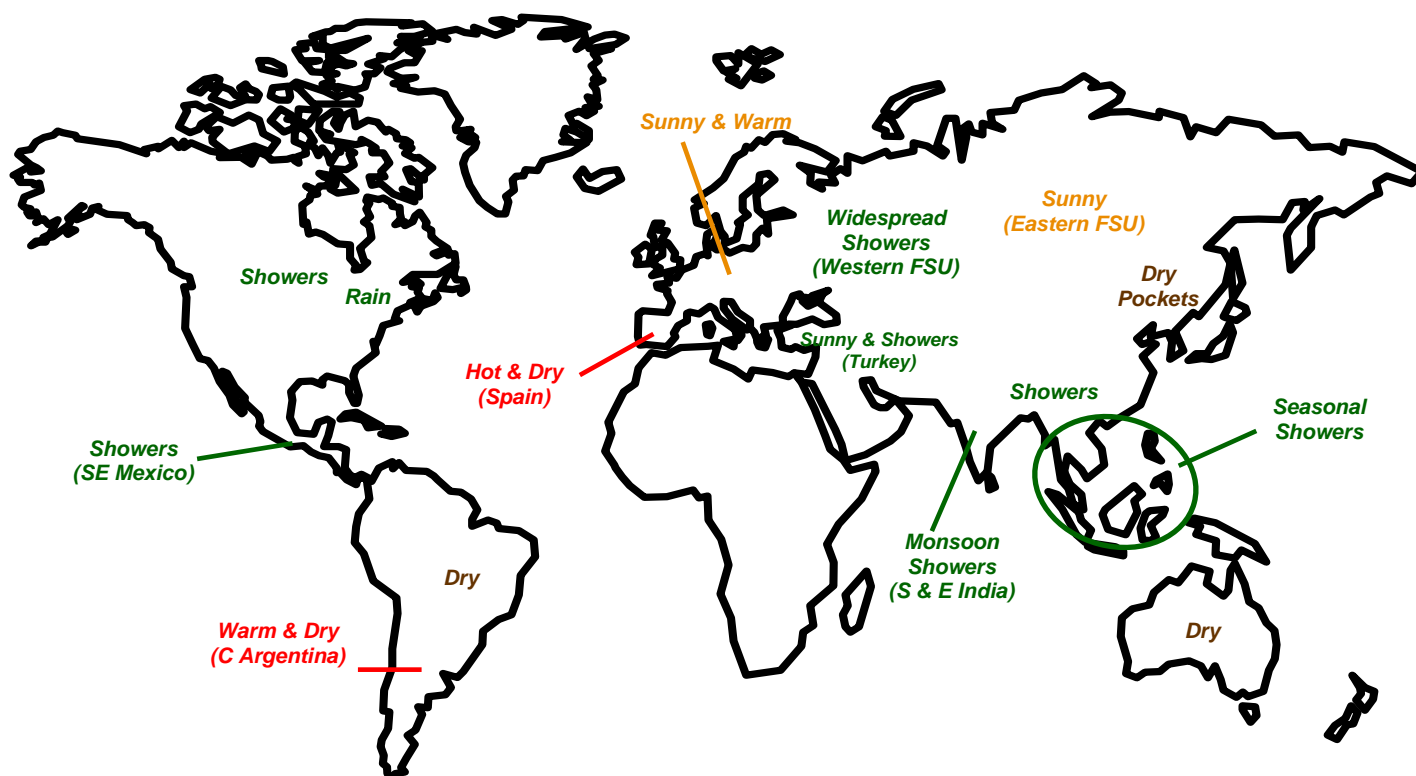 Sunny & Warm
Sunny
(Eastern FSU)
Widespread
Showers
(Western FSU)
Showers
Rain
Dry
Pockets
Sunny & Showers
(Turkey)
Hot & Dry
(Spain)
Showers
Seasonal
Showers
Showers
(SE Mexico)
Monsoon
Showers
(S & E India)
Dry
Warm & Dry
(C Argentina)
Dry